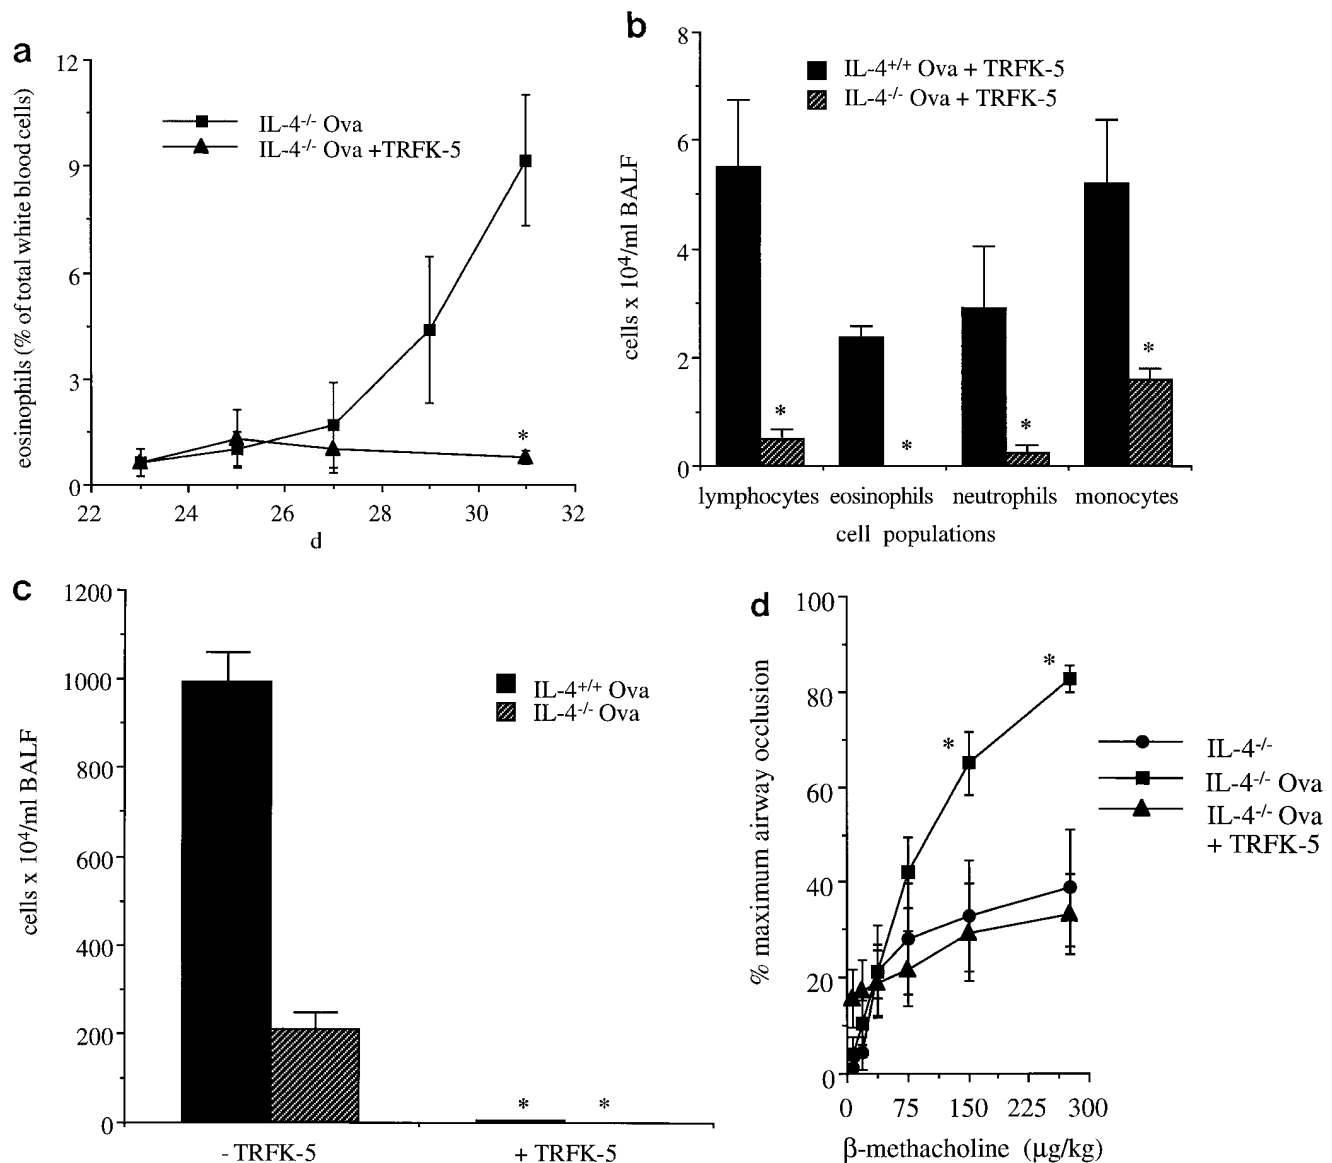 a
12
9
6
3
0
eosinophils (% of total white blood cells)
IL-4-/- Ova
IL-4-/- Ova +TRFK-5
*
22 24 26 28 30 32
d
b
8
6
4
2
0
cells x 10⁴/ml BALF
IL-4+/+ Ova + TRFK-5
IL-4-/- Ova + TRFK-5
* * * *
lymphocytes eosinophils neutrophils monocytes
cell populations
c
1200
1000
800
600
400
200
0
cells x 10⁴/ml BALF
IL-4+/+ Ova
IL-4-/- Ova
* *
- TRFK-5 + TRFK-5
d
100
80
60
40
20
0
% maximum airway occlusion
* *
IL-4-/-
IL-4-/- Ova
IL-4-/- Ova
+ TRFK-5
0 75 150 225 300
β-methacholine (μg/kg)